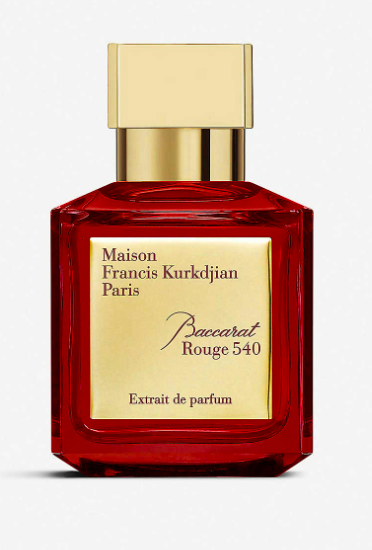 Maison
Francis Kurkdjian
Paris
Baccarat
Rouge 540
Extrait de parfum